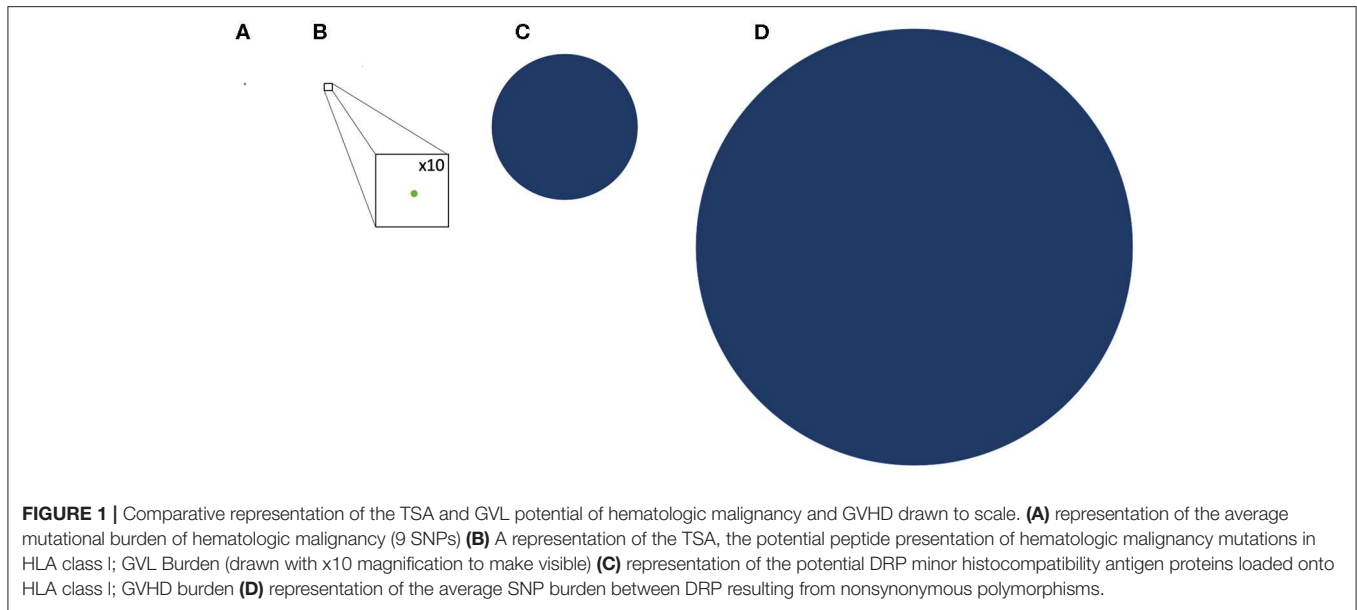 A B C D
x10
FIGURE 1 | Comparative representation of the TSA and GVL potential of hematologic malignancy and GVHD drawn to scale. (A) representation of the average
mutational burden of hematologic malignancy (9 SNPs) (B) A representation of the TSA, the potential peptide presentation of hematologic malignancy mutations in
HLA class I; GVL Burden (drawn with x10 magnification to make visible) (C) representation of the potential DRP minor histocompatibility antigen proteins loaded onto
HLA class I; GVHD burden (D) representation of the average SNP burden between DRP resulting from nonsynonymous polymorphisms.